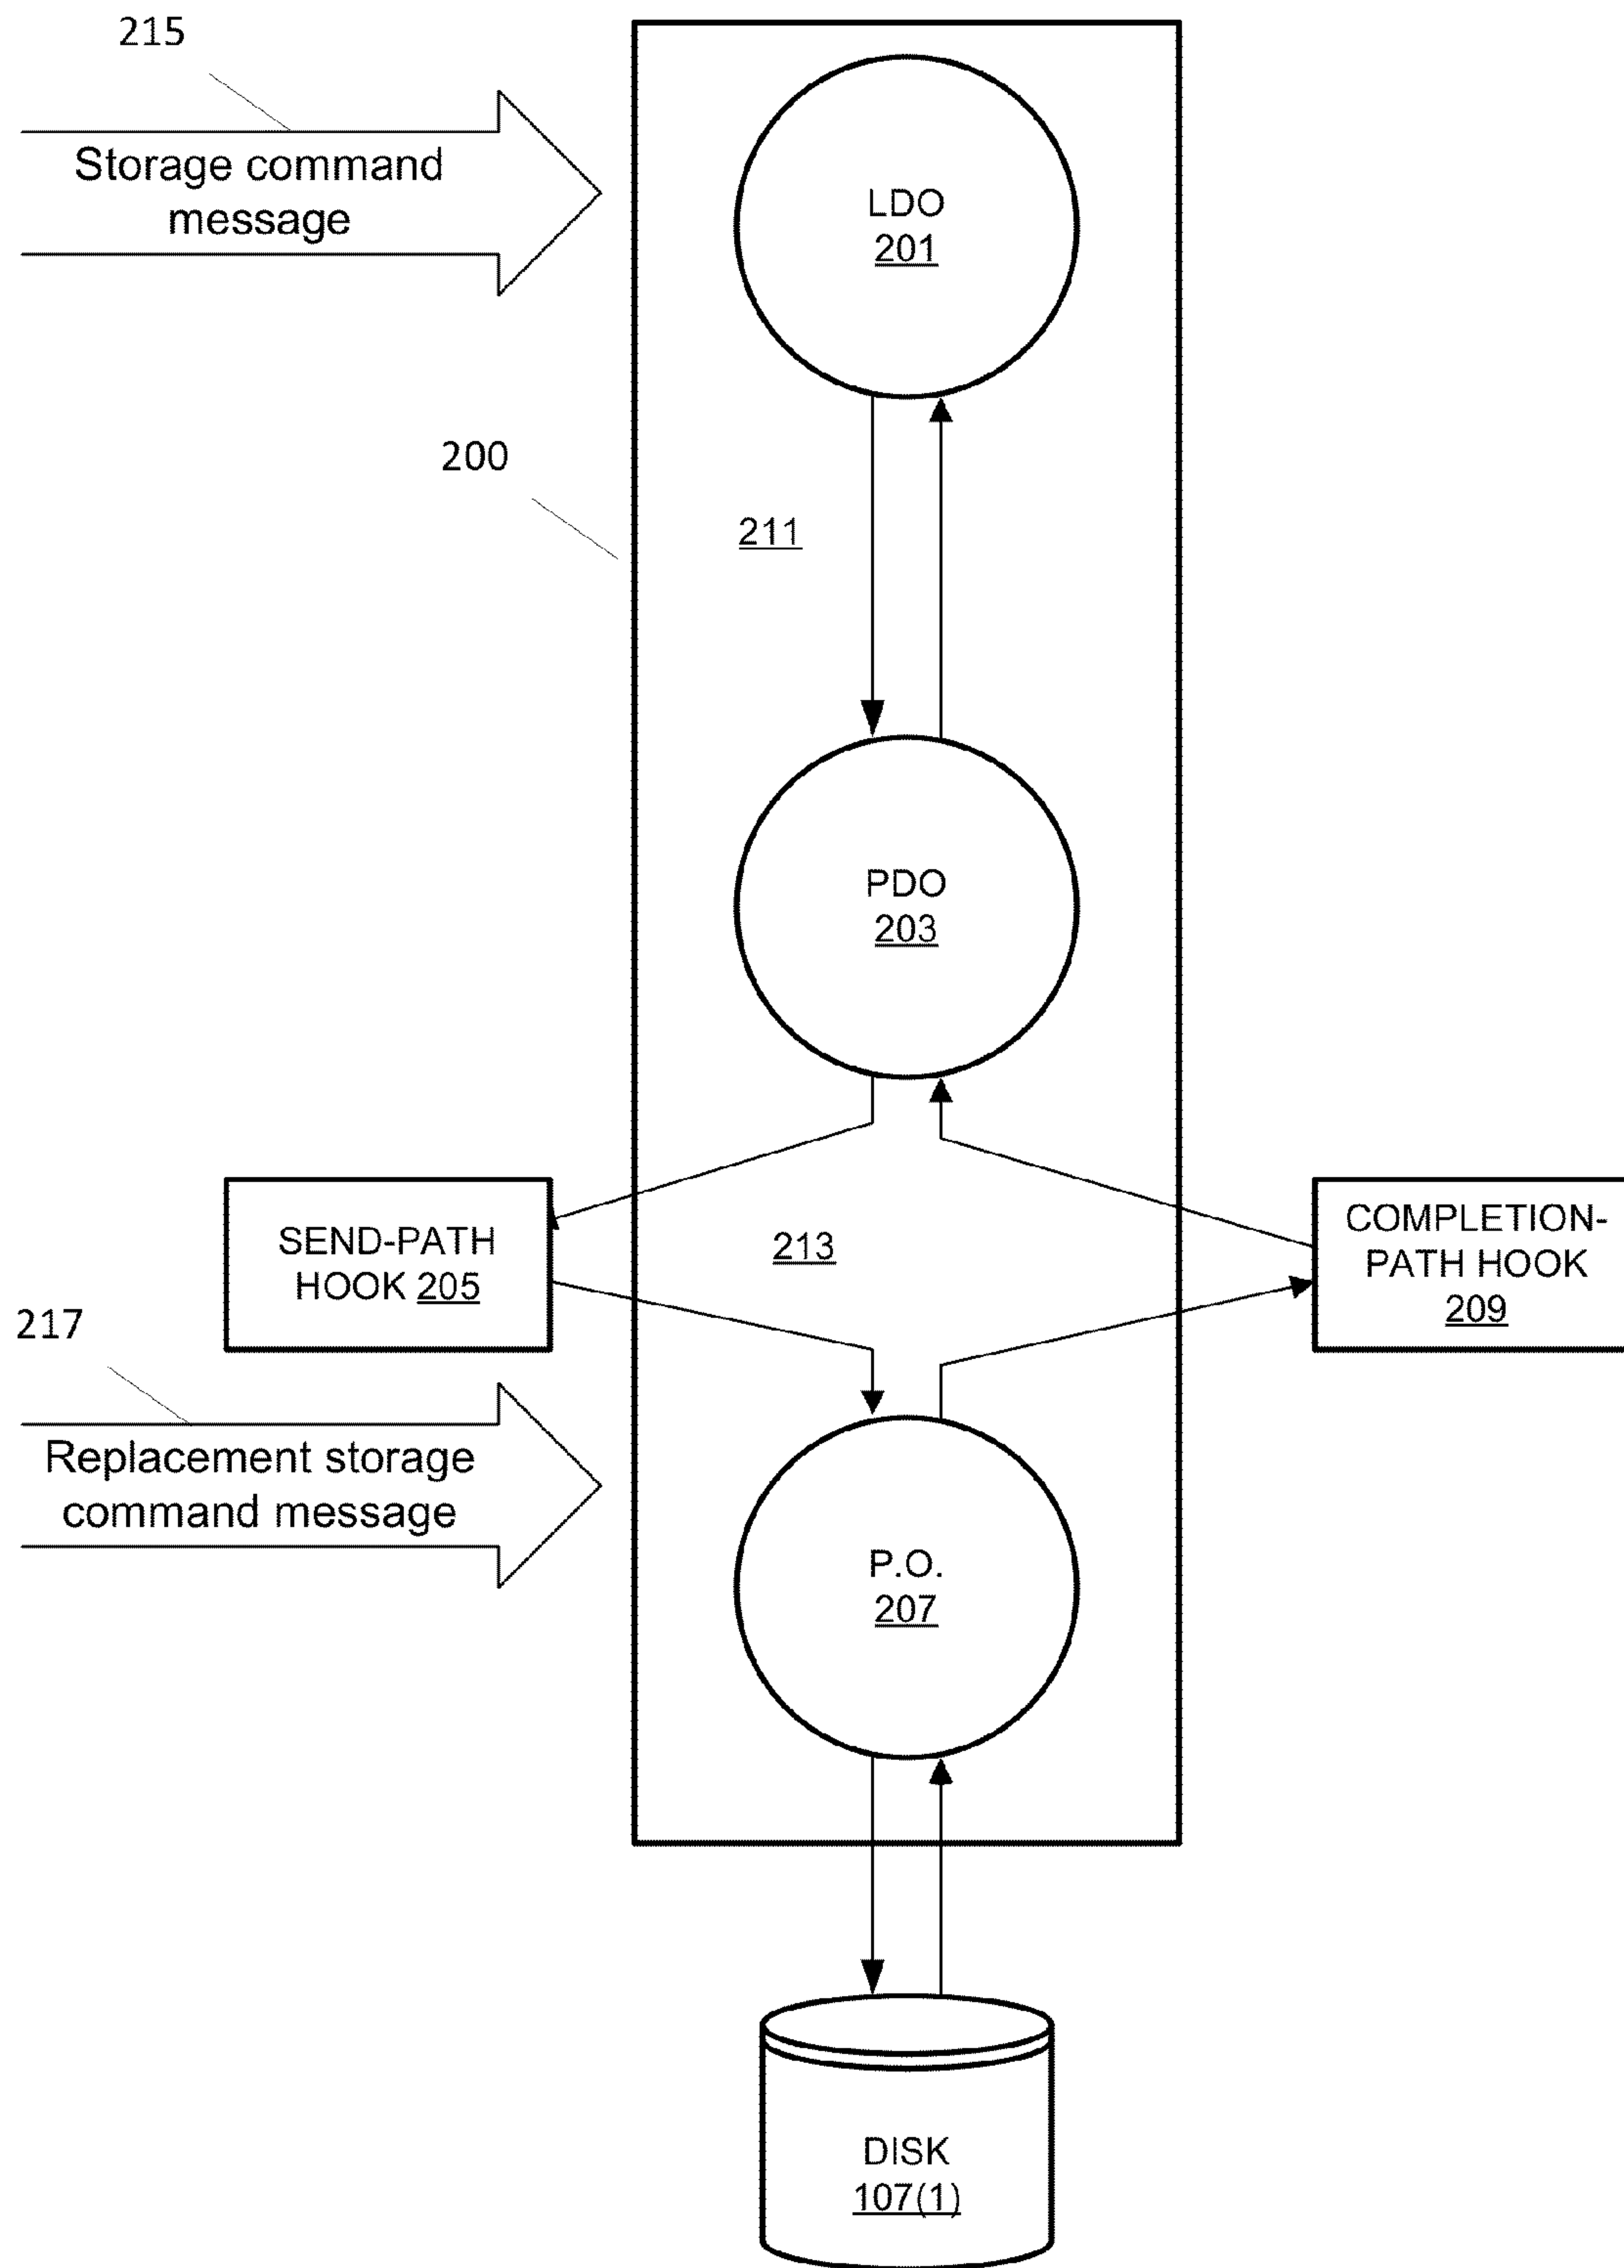 215
Storage command
message
LDO
201
200
211
PDO
203
SEND-PATH
HOOK 205
213
COMPLETION-
PATH HOOK
209
217
Replacement storage
command message
P.O.
207
DISK
107(1)